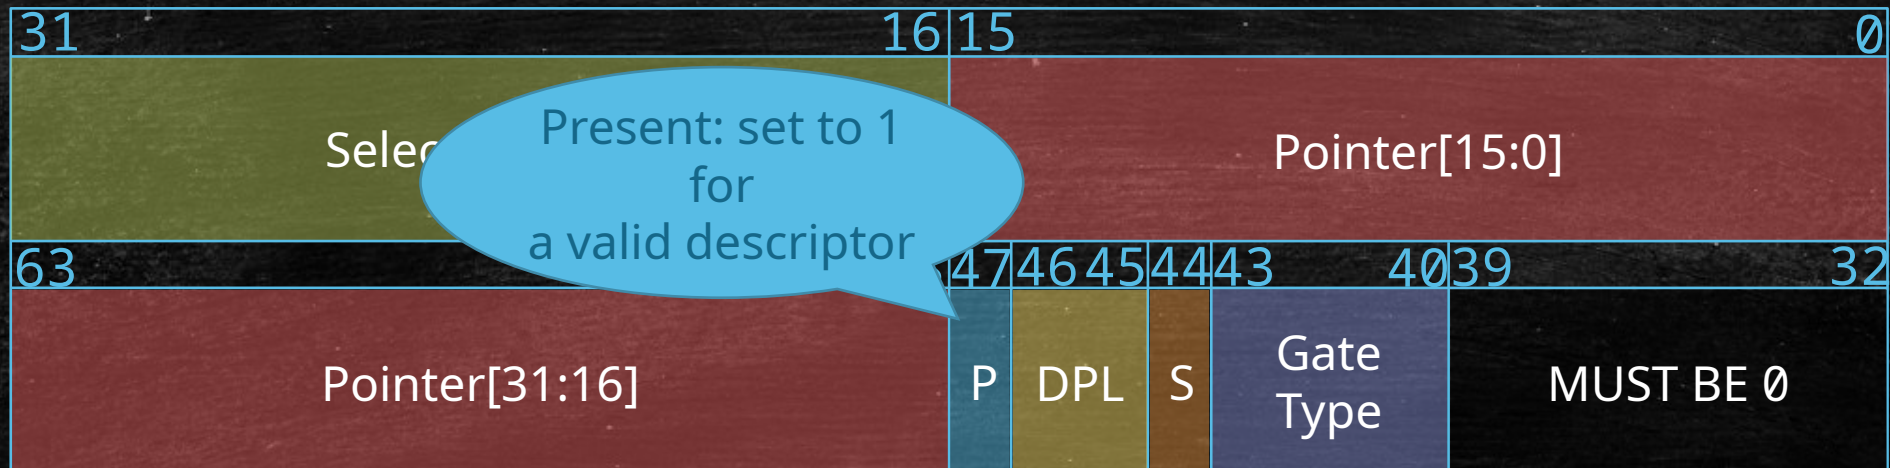 31 16 15 0
Present: set to 1
for
a valid descriptor
Pointer[15:0]
63 47 46 45 44 43 40 39 32
Pointer[31:16] P DPL S Gate
Type
MUST BE 0